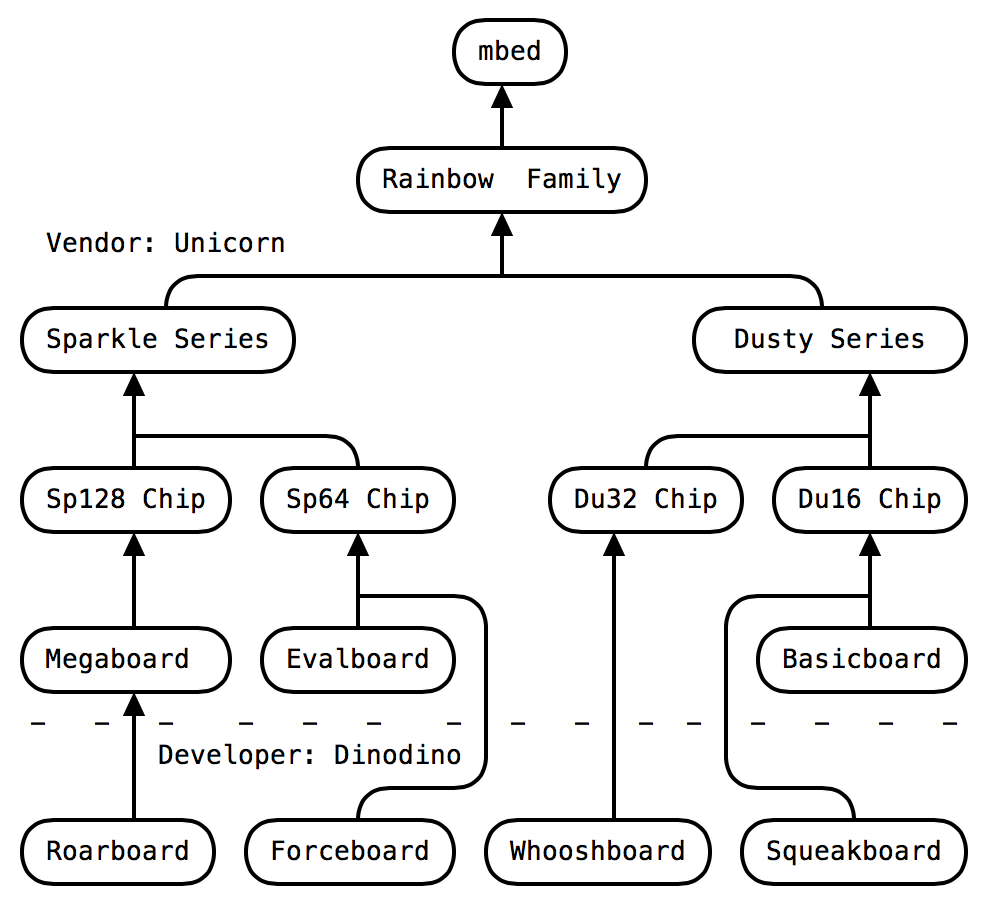 mbed
Rainbow  Family
Vendor: Unicorn
Sparkle Series
Dusty Series
Sp128 Chip
Sp64 Chip
Du32 Chip
Du16 Chip
Megaboard
Evalboard
Basicboard
Developer: Dinodino
Roarboard
Forceboard
Whooshboard
Squeakboard